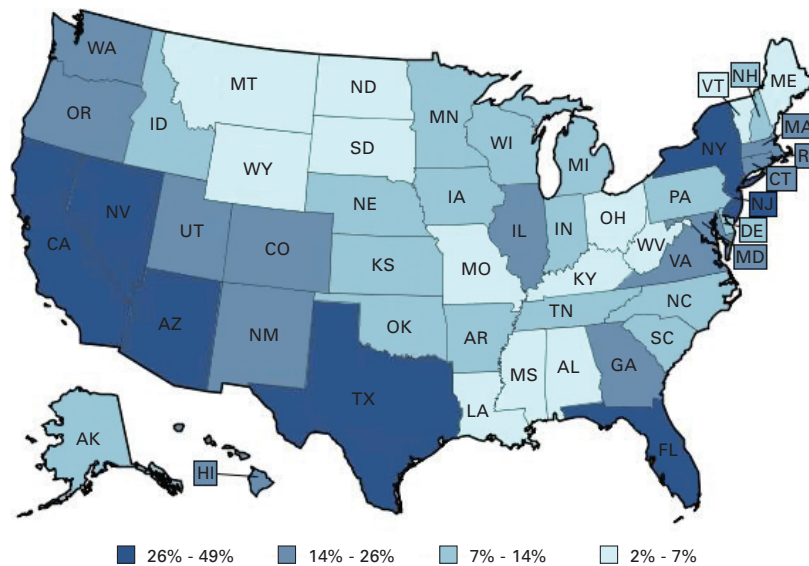 WA
OR
CA
NV
ID
MT
WY
UT
AZ
CO
NM
ND
SD
NE
KS
OK
TX
MN
IA
MO
AR
LA
WI
IL
MS
MI
IN
KY
TN
AL
OH
WV
VA
NC
SC
GA
FL
PA
NY
VT
NH
ME
MA
R
CT
NJ
DE
MD
AK
HI
26% - 49%
14% - 26%
7% - 14%
2% - 7%